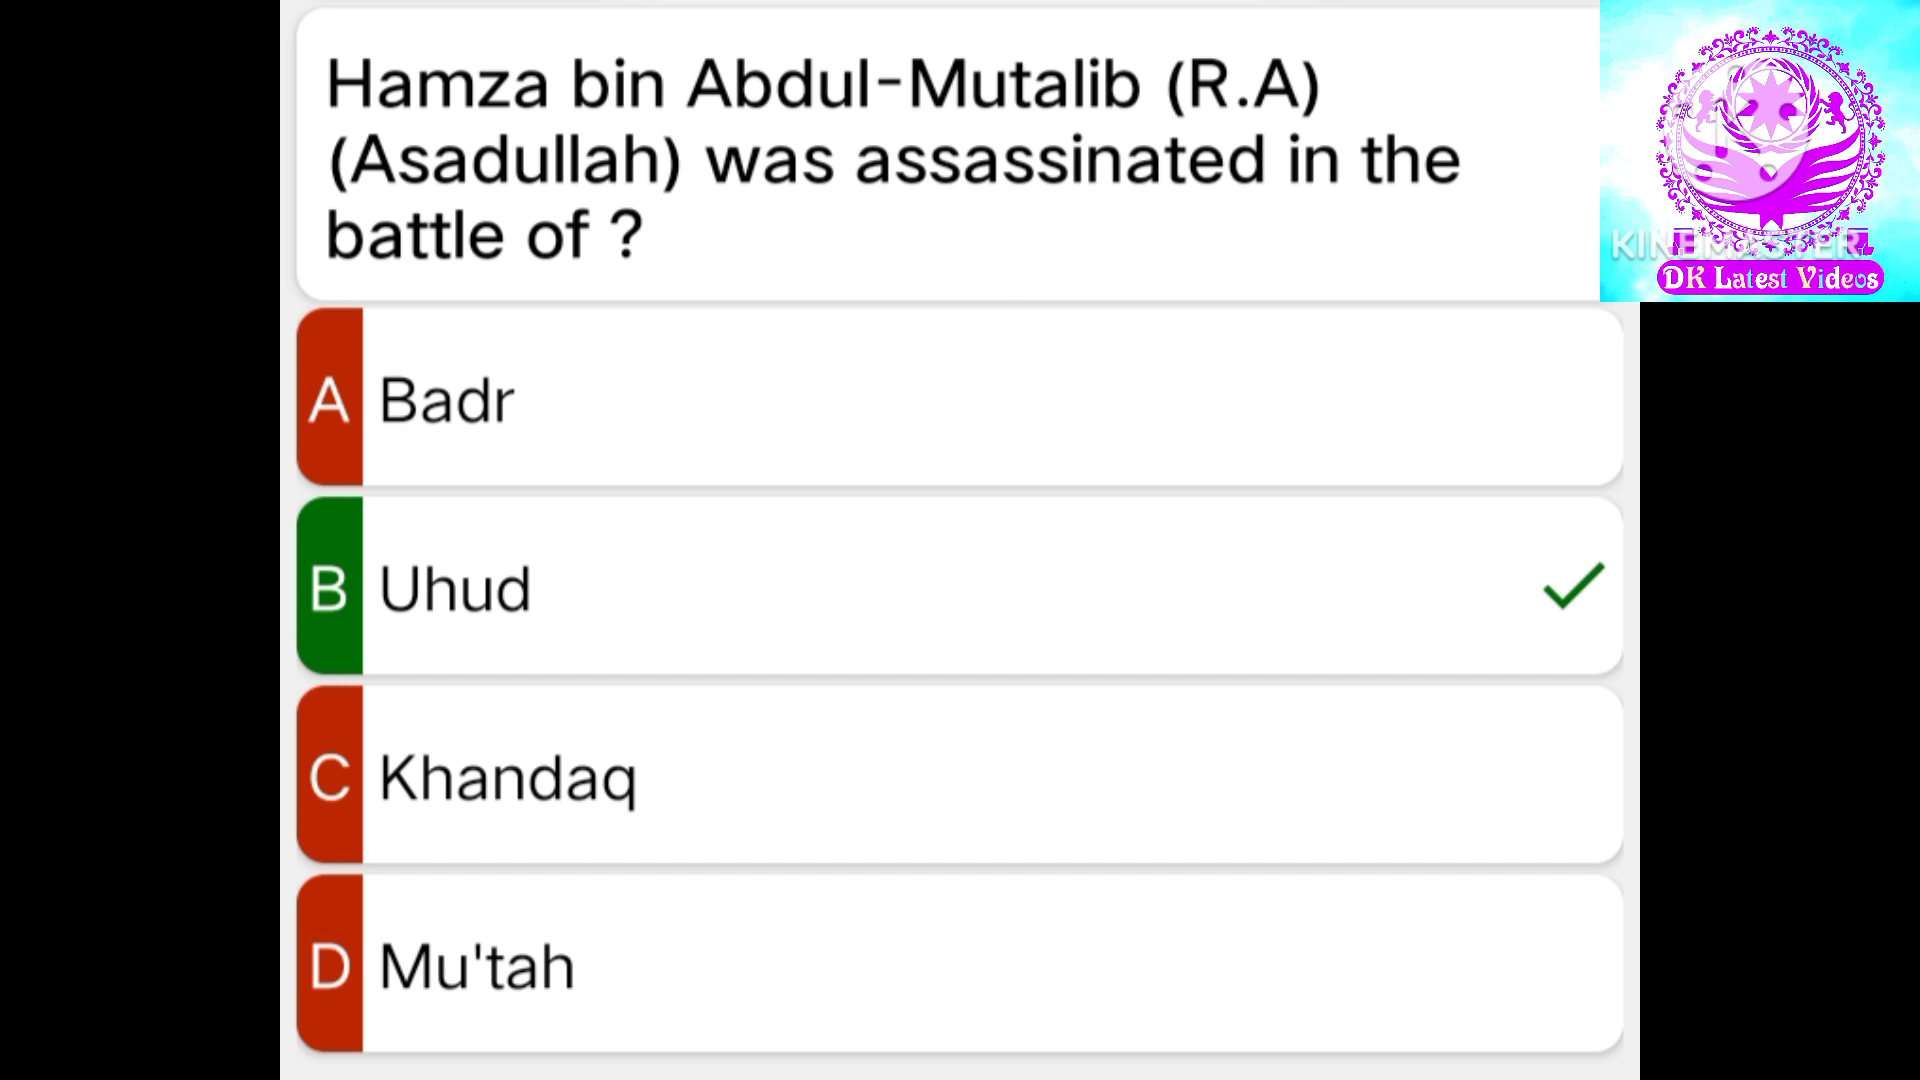 Hamza bin Abdul-Mutalib (R.A)
(Asadullah) was assassinated in the
battle of ?
KINEMASTER
DK Latest Videos
A Badr
B Uhud
C Khandaq
D Mu'tah